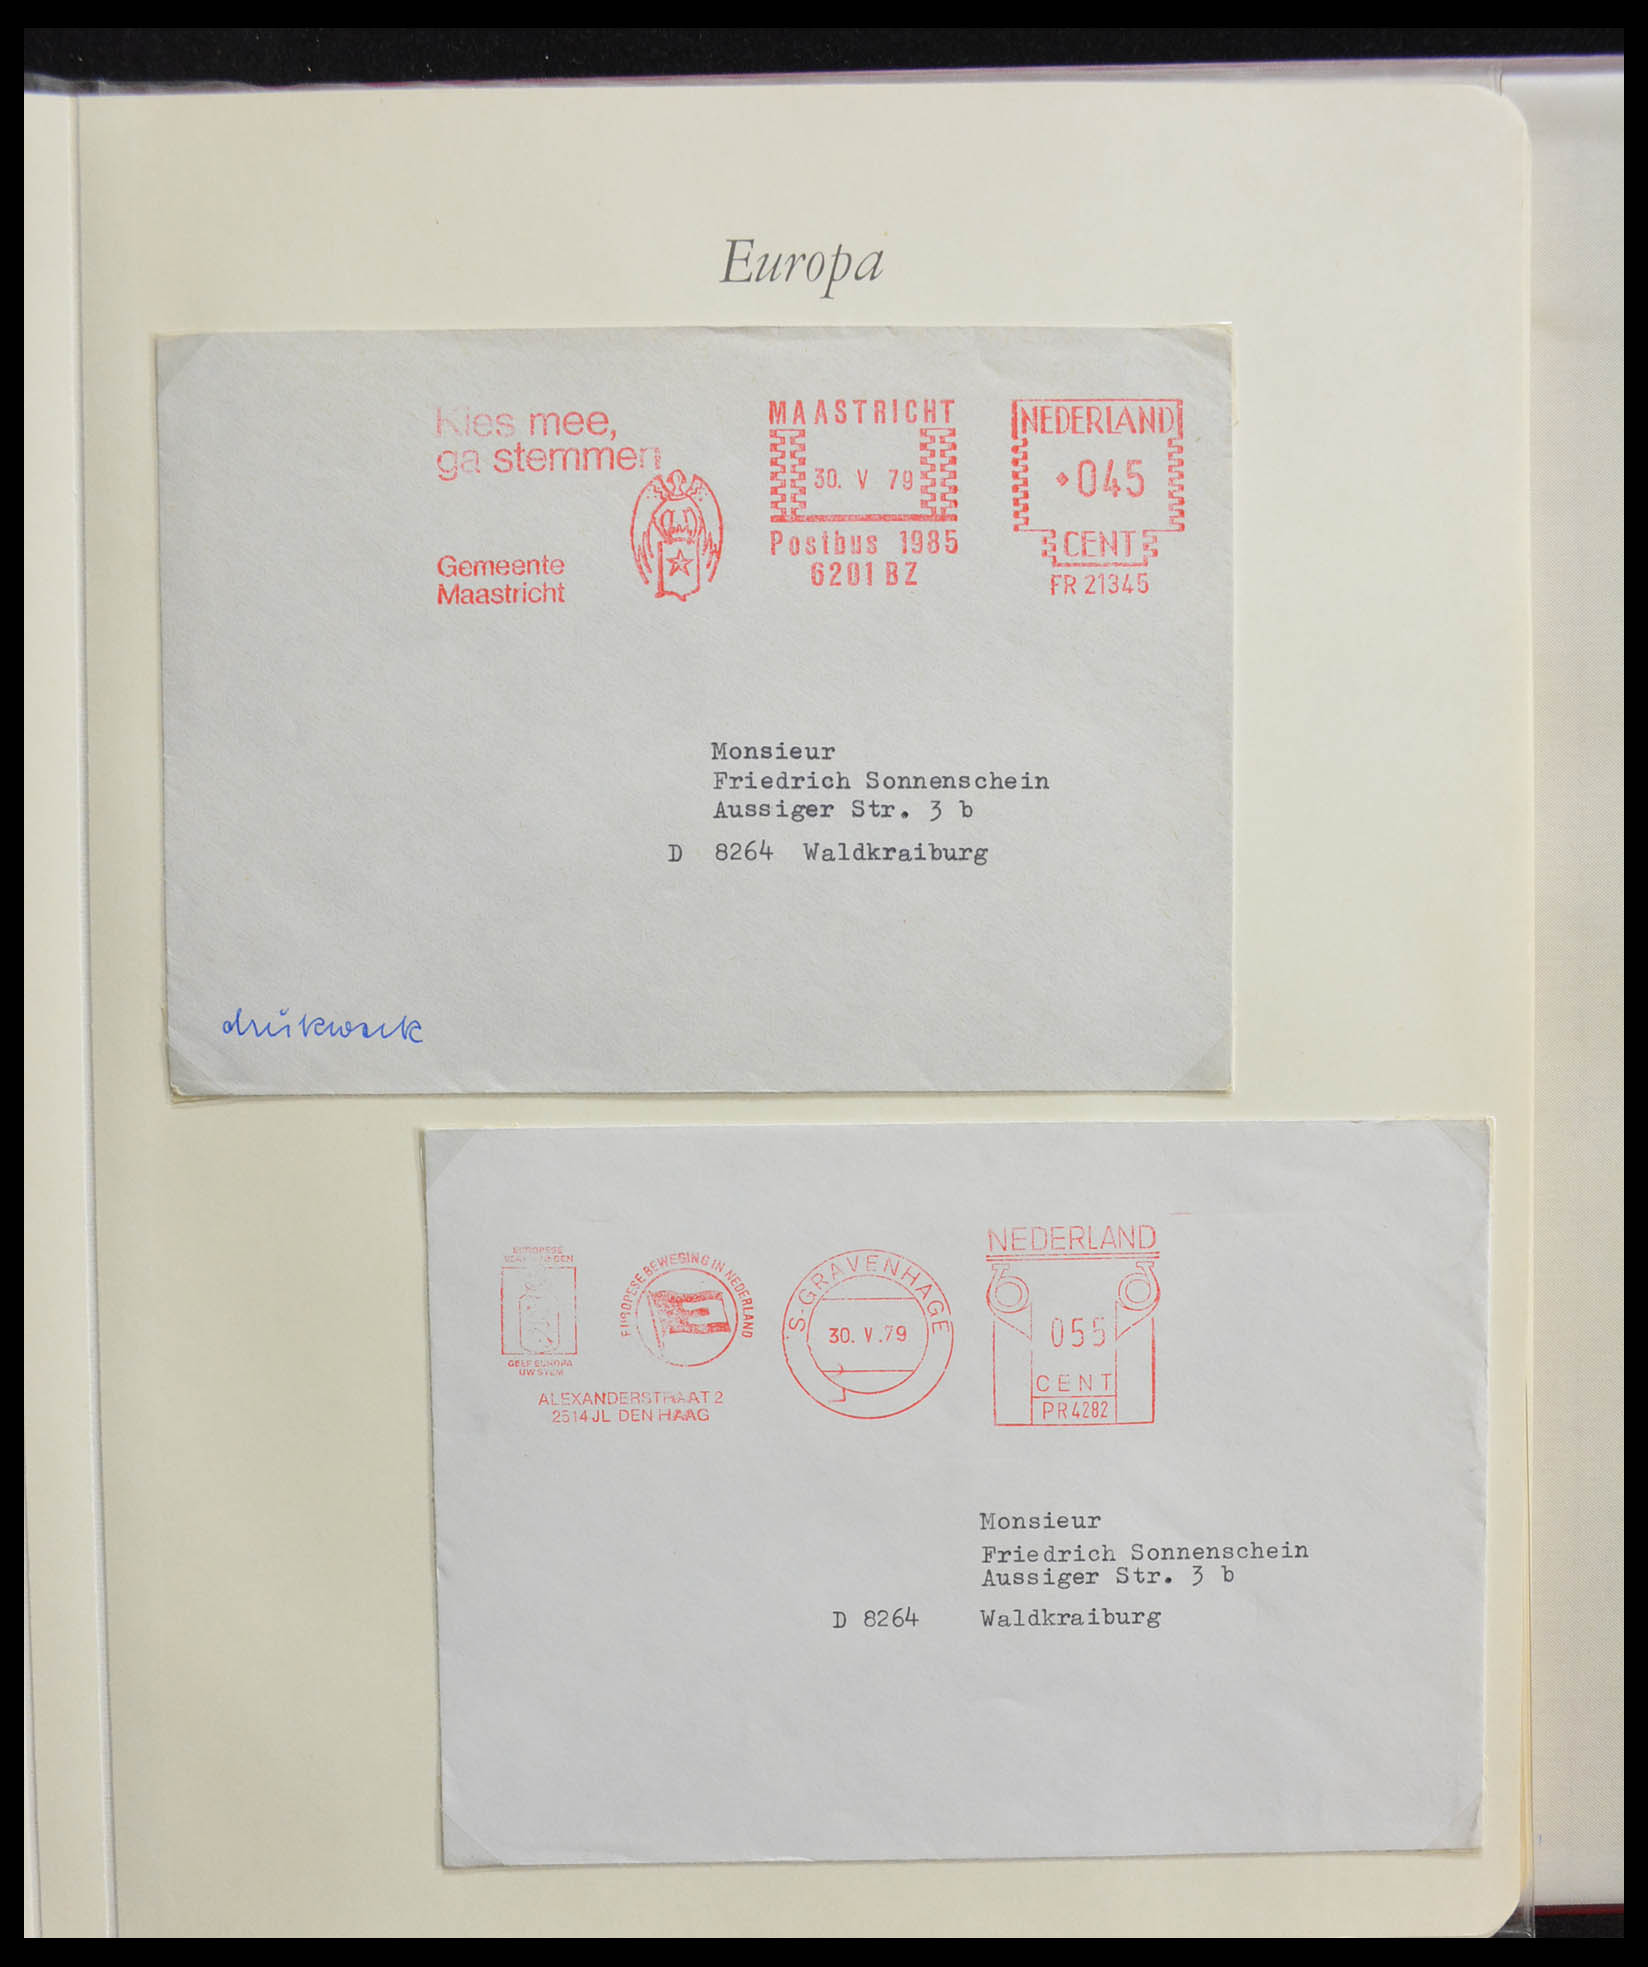 Europa
Kies mee,
ga stemmen
Gemeente
Maastricht
MAASTRICHT
30. V 79
Postbus 1985
6201 BZ
NEDERLAND
045
CENT
FR 21345
Monsieur
Friedrich Sonnenschein
Aussiger Str. 3 b
D 8264 Waldkraiburg
drukwerk
EUROPESE
GEEF EUROPA
UW STEM
EUROPESE BEWEGING IN NEDERLAND
ALEXANDERSTRAAT 2
2514 JL DEN HAAG
S-GRAVENHAGE
30. V .79
NEDERLAND
055
CENT
PR4282
Monsieur
Friedrich Sonnenschein
Aussiger Str. 3 b
D 8264 Waldkraiburg